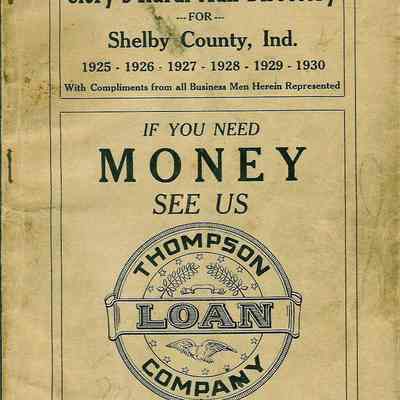 Directory
—FOR—
Shelby County, Ind.
1925 - 1926 - 1927 - 1928 - 1929 - 1930
With Compliments from all Business Men Herein Represented
IF YOU NEED
MONEY
SEE US
THOMPSON
LOAN
COMPANY